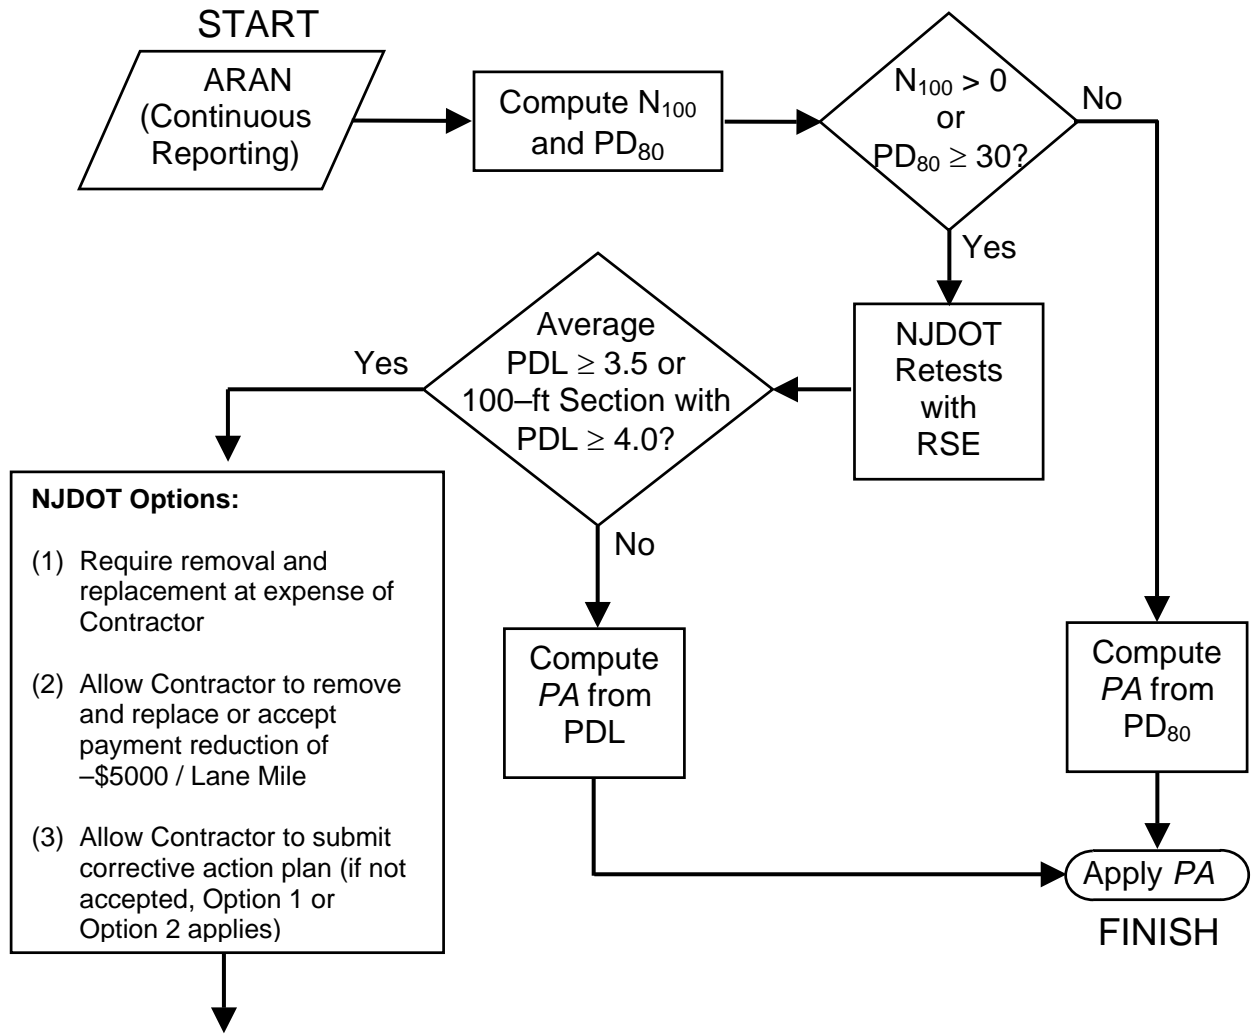 START
ARAN
(Continuous
Reporting)
Compute N₁₀₀
and PD₈₀
N₁₀₀ > 0
or
PD₈₀ ≥ 30?
No
Yes
NJDOT
Retests
with
RSE
Average
PDL ≥ 3.5 or
100–ft Section with
PDL ≥ 4.0?
Yes
No
NJDOT Options:
(1) Require removal and
replacement at expense of
Contractor
(2) Allow Contractor to remove
and replace or accept
payment reduction of
–$5000 / Lane Mile
(3) Allow Contractor to submit
corrective action plan (if not
accepted, Option 1 or
Option 2 applies)
Compute
PA from
PDL
Compute
PA from
PD₈₀
Apply PA
FINISH